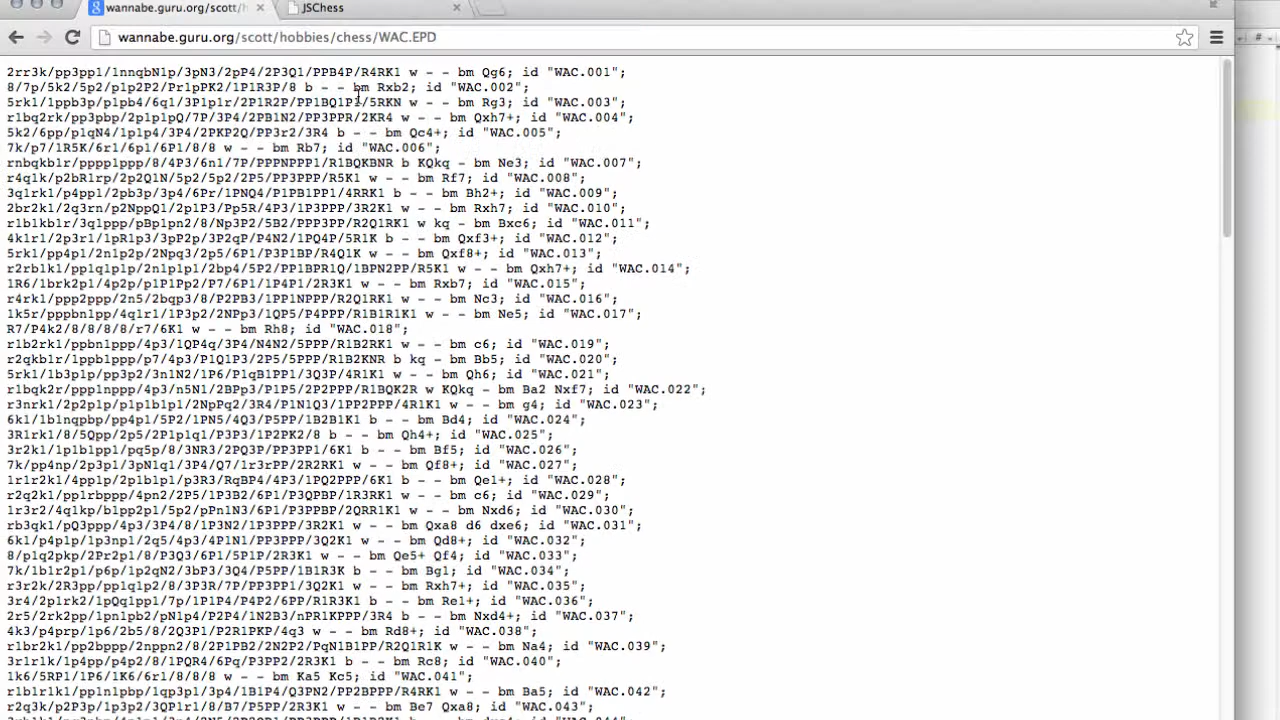 wannabe.guru.org/scott/h
JSChess
wannabe.guru.org/scott/hobbies/chess/WAC.EPD
2rr3k/pp3pp1/1nnqbN1p/3pN3/2pP4/2P3Q1/PPB4P/R4RK1 w - - bm Qg6; id "WAC.001";
8/7p/5k2/5p2/p1p2P2/Pr1pPK2/1P1R3P/8 b - - bm Rxb2; id "WAC.002";
5rk1/1ppb3p/p1pb4/6q1/3P1p1r/2P1R2P/PP1BQ1P1/5RKN w - - bm Rg3; id "WAC.003";
r1bq2rk/pp3pbp/2p1p1pQ/7P/3P4/2PB1N2/PP3PPR/2KR4 w - - bm Qxh7+; id "WAC.004";
5k2/6pp/p1qN4/1p1p4/3P4/2PKP2Q/PP3r2/3R4 b - - bm Qc4+; id "WAC.005";
7k/p7/1R5K/6r1/6p1/6P1/8/8 w - - bm Rb7; id "WAC.006";
rnbqkb1r/pppp1ppp/8/4P3/6n1/7P/PPPNPPP1/R1BQKBNR b KQkq - bm Ne3; id "WAC.007";
r4q1k/p2bR1rp/2p2Q1N/5p2/5p2/2P5/PP3PPP/R5K1 w - - bm Rf7; id "WAC.008";
3q1rk1/p4pp1/2pb3p/3p4/6Pr/1PNQ4/P1PB1PP1/4RRK1 b - - bm Bh2+; id "WAC.009";
2br2k1/2q3rn/p2NppQ1/2p1P3/Pp5R/4P3/1P3PPP/3R2K1 w - - bm Rxh7; id "WAC.010";
r1b1kb1r/3q1ppp/pBp1pn2/8/Np3P2/5B2/PPP3PP/R2Q1RK1 w kq - bm Bxc6; id "WAC.011";
4k1r1/2p3r1/1pR1p3/3pP2p/3P2qP/P4N2/1PQ4P/5R1K b - - bm Qxf3+; id "WAC.012";
5rk1/pp4p1/2n1p2p/2Npq3/2p5/6P1/P3P1BP/R4Q1K w - - bm Qxf8+; id "WAC.013";
r2rb1k1/pp1q1p1p/2n1p1p1/2bp4/5P2/PP1BPR1Q/1BPN2PP/R5K1 w - - bm Qxh7+; id "WAC.014";
1R6/1brk2p1/4p2p/p1P1Pp2/P7/6P1/1P4P1/2R3K1 w - - bm Rxb7; id "WAC.015";
r4rk1/ppp2ppp/2n5/2bqp3/8/P2PB3/1PP1NPPP/R2Q1RK1 w - - bm Nc3; id "WAC.016";
1k5r/pppbn1pp/4q1r1/1P3p2/2NPp3/1QP5/P4PPP/R1B1R1K1 w - - bm Ne5; id "WAC.017";
R7/P4k2/8/8/8/8/r7/6K1 w - - bm Rh8; id "WAC.018";
r1b2rk1/ppbn1ppp/4p3/1QP4q/3P4/N4N2/5PPP/R1B2RK1 w - - bm c6; id "WAC.019";
r2qkb1r/1ppb1ppp/p7/4p3/P1Q1P3/2P5/5PPP/R1B2KNR b kq - bm Bb5; id "WAC.020";
5rk1/1b3p1p/pp3p2/3n1N2/1P6/P1qB1PP1/3Q3P/4R1K1 w - - bm Qh6; id "WAC.021";
r1bqk2r/ppp1nppp/4p3/n5N1/2BPp3/P1P5/2P2PPP/R1BQK2R w KQkq - bm Ba2 Nxf7; id "WAC.022";
r3nrk1/2p2p1p/p1p1b1p1/2NpPq2/3R4/P1N1Q3/1PP2PPP/4R1K1 w - - bm g4; id "WAC.023";
6k1/1b1nqpbp/pp4p1/5P2/1PN5/4Q3/P5PP/1B2B1K1 b - - bm Bd4; id "WAC.024";
3R1rk1/8/5Qpp/2p5/2P1p1q1/P3P3/1P2PK2/8 b - - bm Qh4+; id "WAC.025";
3r2k1/1p1b1pp1/pq5p/8/3NR3/2PQ3P/PP3PP1/6K1 b - - bm Bf5; id "WAC.026";
7k/pp4np/2p3p1/3pN1q1/3P4/Q7/1r3rPP/2R2RK1 w - - bm Qf8+; id "WAC.027";
1r1r2k1/4pp1p/2p1b1p1/p3R3/RqBP4/4P3/1PQ2PPP/6K1 b - - bm Qe1+; id "WAC.028";
r2q2k1/pp1rbppp/4pn2/2P5/1P3B2/6P1/P3QPBP/1R3RK1 w - - bm c6; id "WAC.029";
1r3r2/4q1kp/b1pp2p1/5p2/pPn1N3/6P1/P3PPBP/2QRR1K1 w - - bm Nxd6; id "WAC.030";
rb3qk1/pQ3ppp/4p3/3P4/8/1P3N2/1P3PPP/3R2K1 w - - bm Qxa8 d6 dxe6; id "WAC.031";
6k1/p4p1p/1p3np1/2q5/4p3/4P1N1/PP3PPP/3Q2K1 w - - bm Qd8+; id "WAC.032";
8/p1q2pkp/2Pr2p1/8/P3Q3/6P1/5P1P/2R3K1 w - - bm Qe5+ Qf4; id "WAC.033";
7k/1b1r2p1/p6p/1p2qN2/3bP3/3Q4/P5PP/1B1R3K b - - bm Bg1; id "WAC.034";
r3r2k/2R3pp/pp1q1p2/8/3P3R/7P/PP3PP1/3Q2K1 w - - bm Rxh7+; id "WAC.035";
3r4/2p1rk2/1pQq1pp1/7p/1P1P4/P4P2/6PP/R1R3K1 b - - bm Re1+; id "WAC.036";
2r5/2rk2pp/1pn1pb2/pN1p4/P2P4/1N2B3/nPR1KPPP/3R4 b - - bm Nxd4+; id "WAC.037";
4k3/p4prp/1p6/2b5/8/2Q3P1/P2R1PKP/4q3 w - - bm Rd8+; id "WAC.038";
r1br2k1/pp2bppp/2nppn2/8/2P1PB2/2N2P2/PqN1B1PP/R2Q1R1K w - - bm Na4; id "WAC.039";
3r1r1k/1p4pp/p4p2/8/1PQR4/6Pq/P3PP2/2R3K1 b - - bm Rc8; id "WAC.040";
1k6/5RP1/1P6/1K6/6r1/8/8/8 w - - bm Ka5 Kc5; id "WAC.041";
r1b1r1k1/pp1n1pbp/1qp3p1/3p4/1B1P4/Q3PN2/PP2BPPP/R4RK1 w - - bm Ba5; id "WAC.042";
r2q3k/p2P3p/1p3p2/3QP1r1/8/B7/P5PP/2R3K1 w - - bm Be7 Qxa8; id "WAC.043";